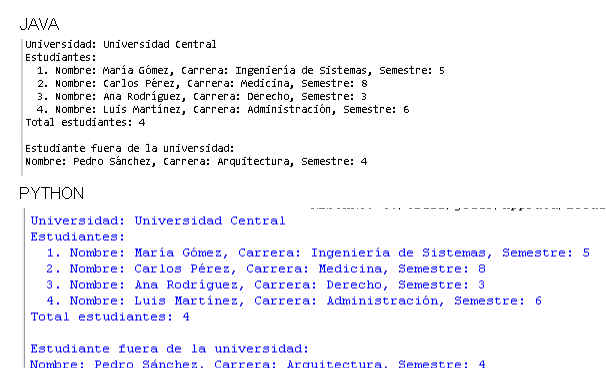 JAVA
Universidad: Universidad Central
Estudiantes:
1. Nombre: María Gómez, Carrera: Ingeniería de Sistemas, Semestre: 5
2. Nombre: Carlos Pérez, Carrera: Medicina, Semestre: 8
3. Nombre: Ana Rodríguez, Carrera: Derecho, Semestre: 3
4. Nombre: Luis Martínez, Carrera: Administración, Semestre: 6
Total estudiantes: 4
Estudiante fuera de la universidad:
Nombre: Pedro Sánchez, Carrera: Arquitectura, Semestre: 4
PYTHON
Universidad: Universidad Central
Estudiantes:
1. Nombre: María Gómez, Carrera: Ingeniería de Sistemas, Semestre: 5
2. Nombre: Carlos Pérez, Carrera: Medicina, Semestre: 8
3. Nombre: Ana Rodríguez, Carrera: Derecho, Semestre: 3
4. Nombre: Luis Martínez, Carrera: Administración, Semestre: 6
Total estudiantes: 4
Estudiante fuera de la universidad:
Nombre: Pedro Sánchez, Carrera: Arquitectura, Semestre: 4